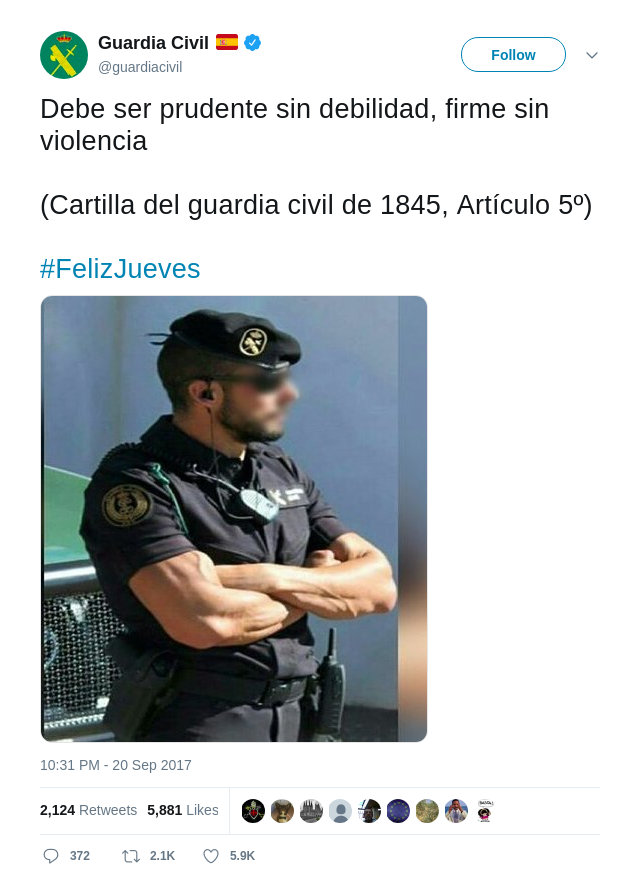 Guardia Civil
@guardiacivil
Follow
Debe ser prudente sin debilidad, firme sin
violencia
(Cartilla del guardia civil de 1845, Artículo 5º)
#FelizJueves
10:31 PM - 20 Sep 2017
2,124 Retweets 5,881 Likes
372 2.1K 5.9K